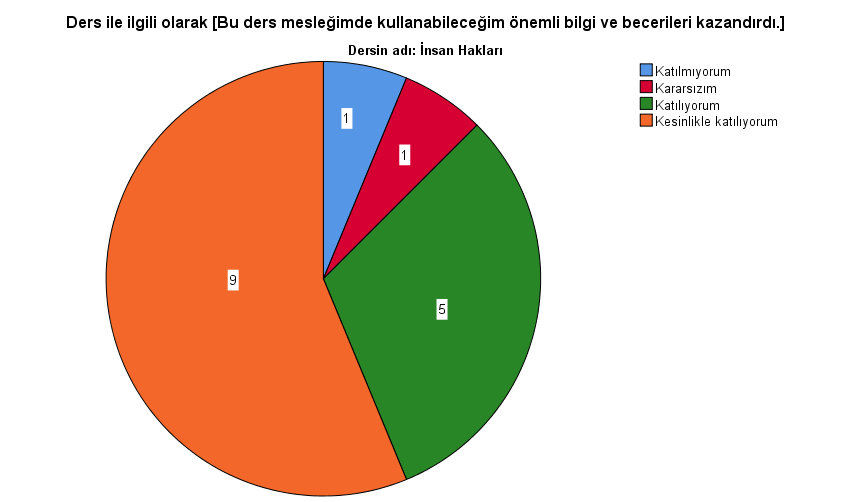 Ders ile ilgili olarak [Bu ders mesleğimde kullanabileceğim önemli bilgi ve becerileri kazandırdı.]
Dersin adı: İnsan Hakları
Katılmıyorum
Kararsızım
Katılıyorum
Kesinlikle katılıyorum
1
1
9
5